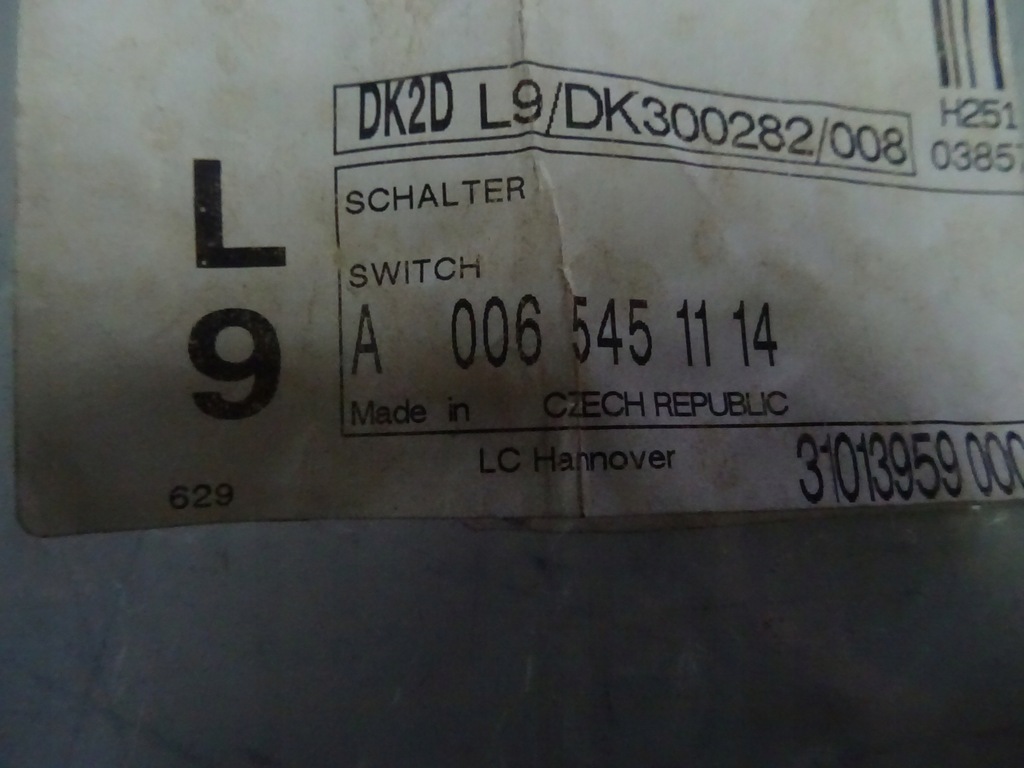 DK2D L9/DK300282/008
H251
0385
L
9
SCHALTER
SWITCH
A 006 545 11 14
Made in CZECH REPUBLIC
LC Hannover
31013959 000
629